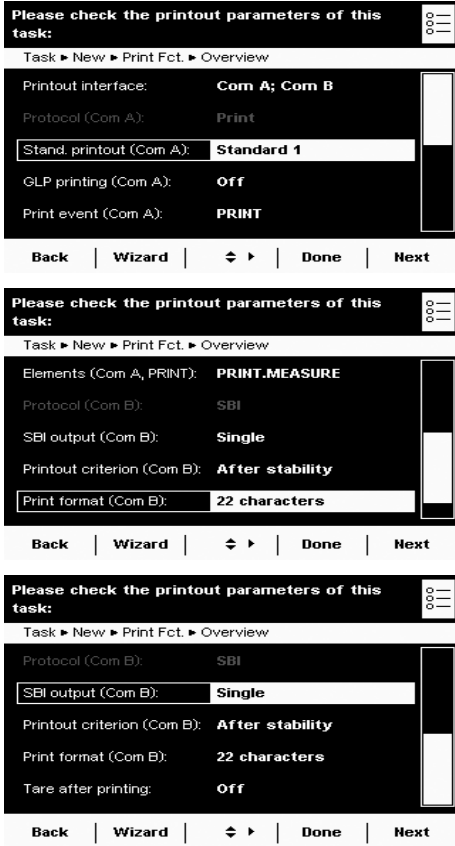 Please check the printout parameters of this
task:
Task ▸ New ▸ Print Fct. ▸ Overview
Printout interface: Com A; Com B
Protocol (Com A): Print
Stand. printout (Com A): Standard 1
GLP printing (Com A): Off
Print event (Com A): PRINT
Back | Wizard | ♦ ▸ | Done | Next
Please check the printout parameters of this
task:
Task ▸ New ▸ Print Fct. ▸ Overview
Elements (Com A, PRINT): PRINT.MEASURE
Protocol (Com B): SBI
SBI output (Com B): Single
Printout criterion (Com B): After stability
Print format (Com B): 22 characters
Back | Wizard | ♦ ▸ | Done | Next
Please check the printout parameters of this
task:
Task ▸ New ▸ Print Fct. ▸ Overview
Protocol (Com B): SBI
SBI output (Com B): Single
Printout criterion (Com B): After stability
Print format (Com B): 22 characters
Tare after printing: Off
Back | Wizard | ♦ ▸ | Done | Next